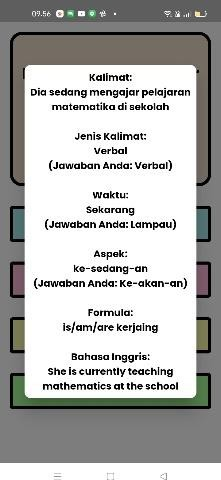 09.56
Kalimat:
Dia sedang mengajar pelajaran
matematika di sekolah
Jenis Kalimat:
Verbal
(Jawaban Anda: Verbal)
Waktu:
Sekarang
(Jawaban Anda: Lampau)
Aspek:
ke-sedang-an
(Jawaban Anda: Ke-akan-an)
Formula:
is/am/are kerjaing
Bahasa Inggris:
She is currently teaching
mathematics at the school